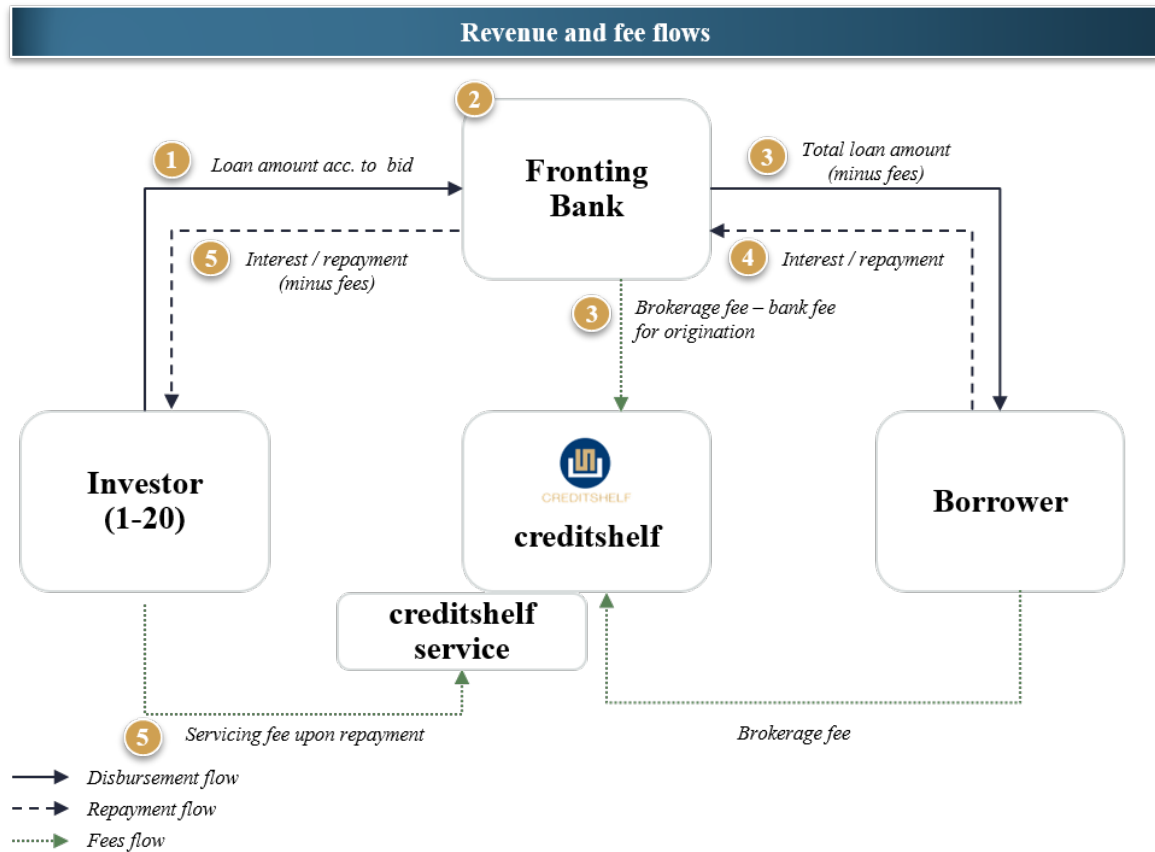 Revenue and fee flows
2
Fronting
Bank
1
Loan amount acc. to bid
3
Total loan amount
(minus fees)
5
Interest / repayment
(minus fees)
4
Interest / repayment
3
Brokerage fee – bank fee
for origination
Investor
(1-20)
CREDITSHELF
creditshelf
Borrower
creditshelf
service
5
Servicing fee upon repayment
Brokerage fee
Disbursement flow
Repayment flow
Fees flow